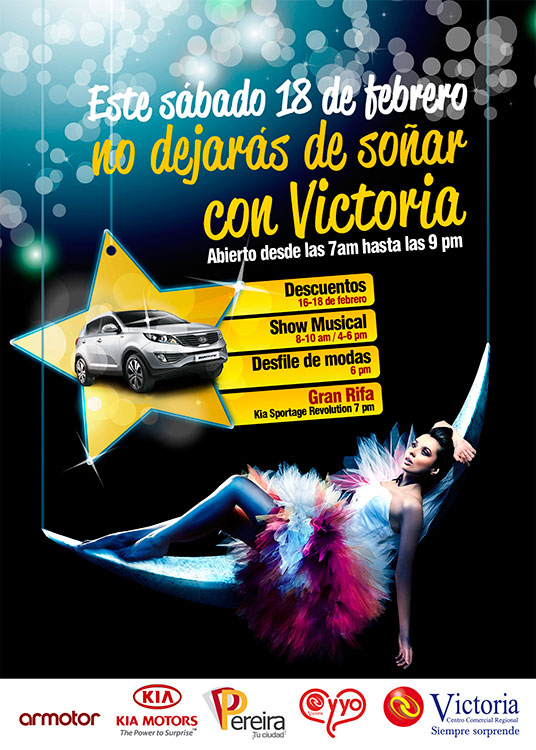 Este sábado 18 de febrero
no dejarás de soñar
con Victoria
Abierto desde las 7am hasta las 9 pm
Descuentos
16-18 de febrero
Show Musical
8-10 am / 4-6 pm
Desfile de modas
6 pm
Gran Rifa
Kia Sportage Revolution 7 pm
armotor
KIA
KIA MOTORS
The Power to Surprise™
Pereira
¡Tu ciudad!
Victoria
Centro Comercial Regional
Siempre sorprende